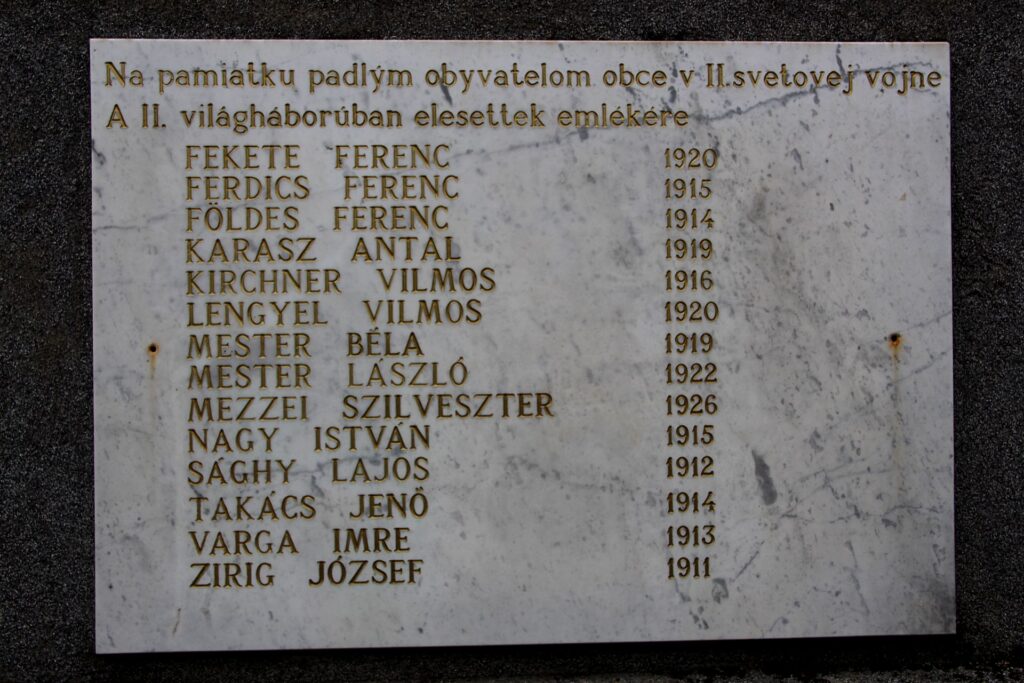 Na pamiatku padlým obyvatelom obce v II.svetovej vojne
A II. világháborúban elesettek emlékére
FEKETE FERENC 1920
FERDICS FERENC 1915
FÖLDES FERENC 1914
KARASZ ANTAL 1919
KIRCHNER VILMOS 1916
LENGYEL VILMOS 1920
MESTER BÉLA 1919
MESTER LÁSZLÓ 1922
MEZZEI SZILVESZTER 1926
NAGY ISTVÁN 1915
SÁGHY LAJOS 1912
TAKÁCS JENŐ 1914
VARGA IMRE 1913
ZIRIG JÓZSEF 1911